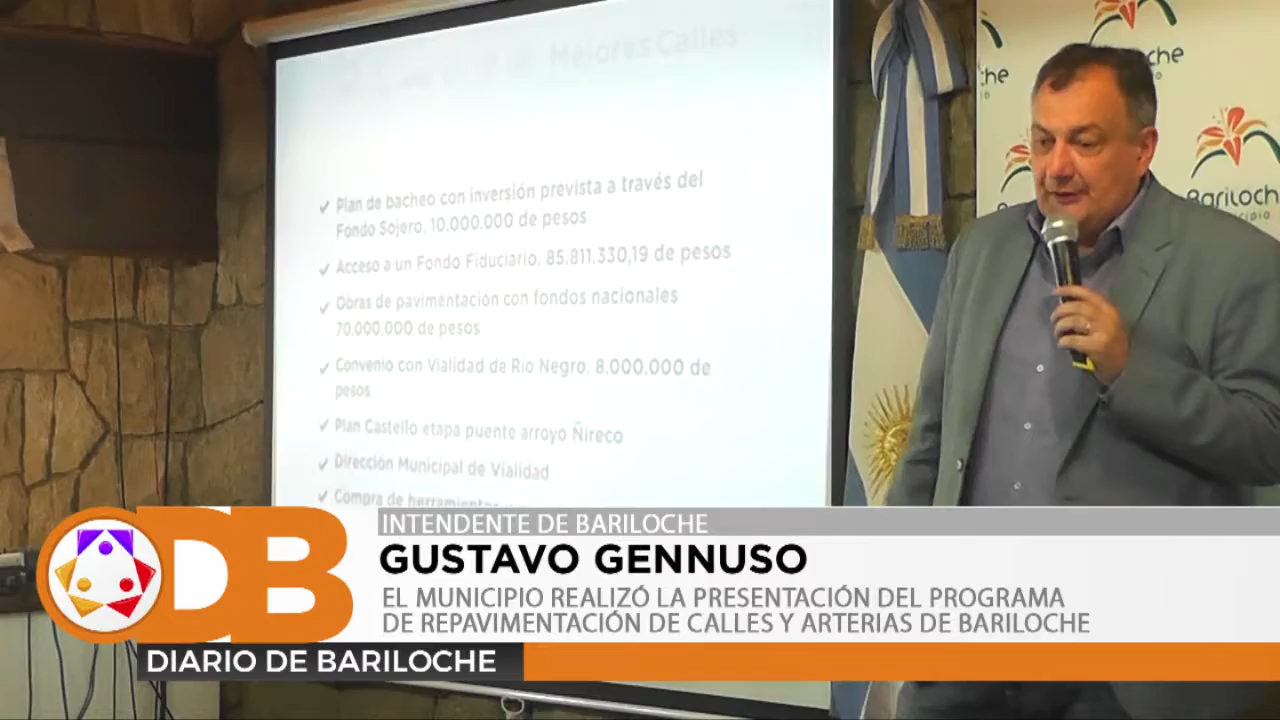 Mejores Calles
✓ Plan de bacheo con inversión prevista a través del
Fondo Sojero. 10.000.000 de pesos
✓ Acceso a un Fondo Fiduciario. 85.811.330,19 de pesos
✓ Obras de pavimentación con fondos nacionales
70.000.000 de pesos
✓ Convenio con Vialidad de Rio Negro. 8.000.000 de
pesos
✓ Plan Castello etapa puente arroyo Ñireco
✓ Dirección Municipal de Vialidad
✓ Compra de herramientas
Bariloch
DB
INTENDENTE DE BARILOCHE
GUSTAVO GENNUSO
EL MUNICIPIO REALIZÓ LA PRESENTACIÓN DEL PROGRAMA
DE REPAVIMENTACIÓN DE CALLES Y ARTERIAS DE BARILOCHE
DIARIO DE BARILOCHE